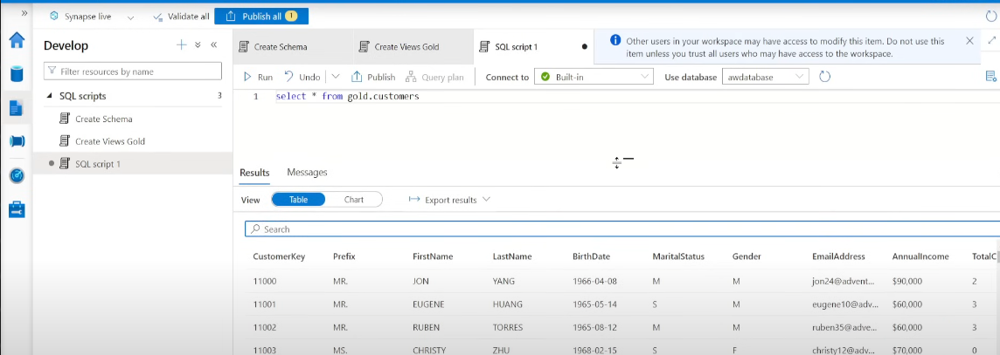 Synapse live
Validate all
Publish all 1
Develop
Filter resources by name
SQL scripts 3
Create Schema
Create Views Gold
SQL script 1
Create Schema
Create Views Gold
SQL script 1
Other users in your workspace may have access to modify this item. Do not use this
item unless you trust all users who may have access to the workspace.
Run Undo Publish Query plan Connect to Built-in Use database awdatabase
1 select * from gold.customers
Results Messages
View Table Chart Export results
Search
CustomerKey Prefix FirstName LastName BirthDate MaritalStatus Gender EmailAddress AnnualIncome TotalC
11000 MR. JON YANG 1966-04-08 M M jon24@advent... $90,000 2
11001 MR. EUGENE HUANG 1965-05-14 S M eugene10@adv... $60,000 3
11002 MR. RUBEN TORRES 1965-08-12 M M ruben35@adve... $60,000 3
11003 MS. CHRISTY ZHU 1968-02-15 S F christy12@adv... $70,000 0